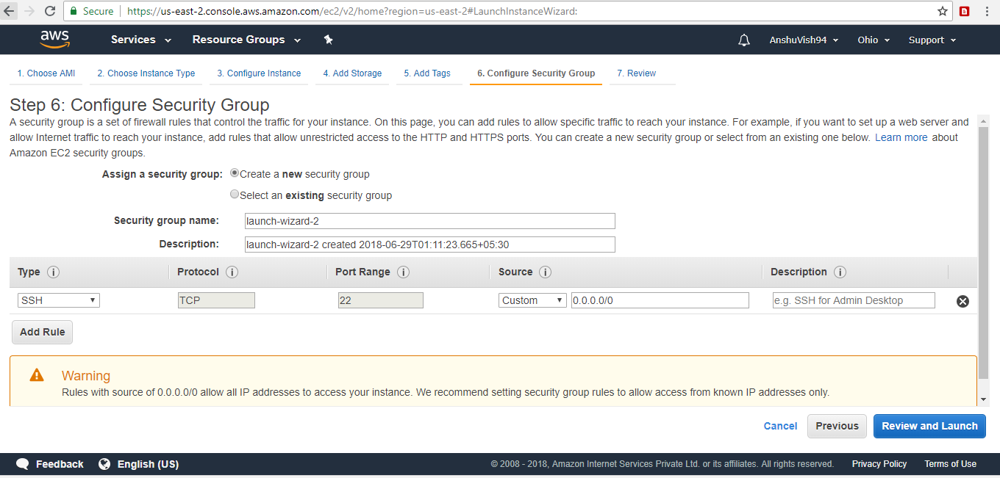 Secure https://us-east-2.console.aws.amazon.com/ec2/v2/home?region=us-east-2#LaunchInstanceWizard:
aws Services Resource Groups AnshuVish94 Ohio Support
1. Choose AMI 2. Choose Instance Type 3. Configure Instance 4. Add Storage 5. Add Tags 6. Configure Security Group 7. Review
Step 6: Configure Security Group
A security group is a set of firewall rules that control the traffic for your instance. On this page, you can add rules to allow specific traffic to reach your instance. For example, if you want to set up a web server and
allow Internet traffic to reach your instance, add rules that allow unrestricted access to the HTTP and HTTPS ports. You can create a new security group or select from an existing one below. Learn more about
Amazon EC2 security groups.
Assign a security group: Create a new security group
Select an existing security group
Security group name: launch-wizard-2
Description: launch-wizard-2 created 2018-06-29T01:11:23.665+05:30
Type i Protocol i Port Range i Source i Description i
SSH TCP 22 Custom 0.0.0.0/0 e.g. SSH for Admin Desktop
Add Rule
Warning
Rules with source of 0.0.0.0/0 allow all IP addresses to access your instance. We recommend setting security group rules to allow access from known IP addresses only.
Cancel Previous Review and Launch
Feedback English (US) © 2008 - 2018, Amazon Internet Services Private Ltd. or its affiliates. All rights reserved. Privacy Policy Terms of Use